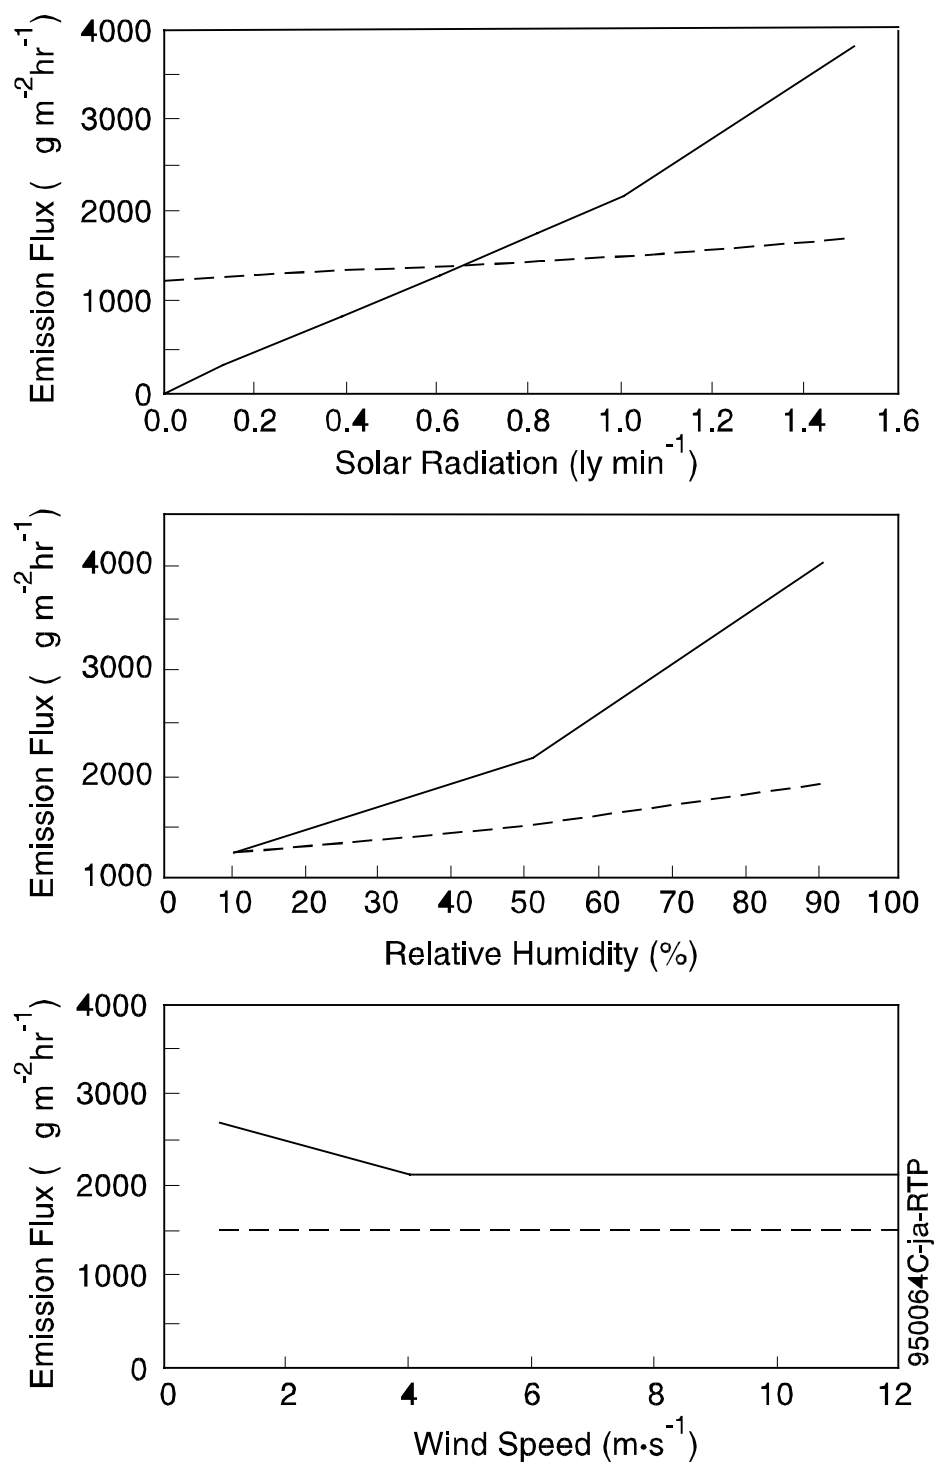 4000
3000
2000
1000
0
Emission Flux ( g m-2hr-1)
0.0 0.2 0.4 0.6 0.8 1.0 1.2 1.4 1.6
Solar Radiation (ly min-1)
4000
3000
2000
1000
Emission Flux ( g m-2hr-1)
0 10 20 30 40 50 60 70 80 90 100
Relative Humidity (%)
4000
3000
2000
1000
0
Emission Flux ( g m-2hr-1)
0 2 4 6 8 10 12
Wind Speed (m•s-1)
950064C-ja-RTP